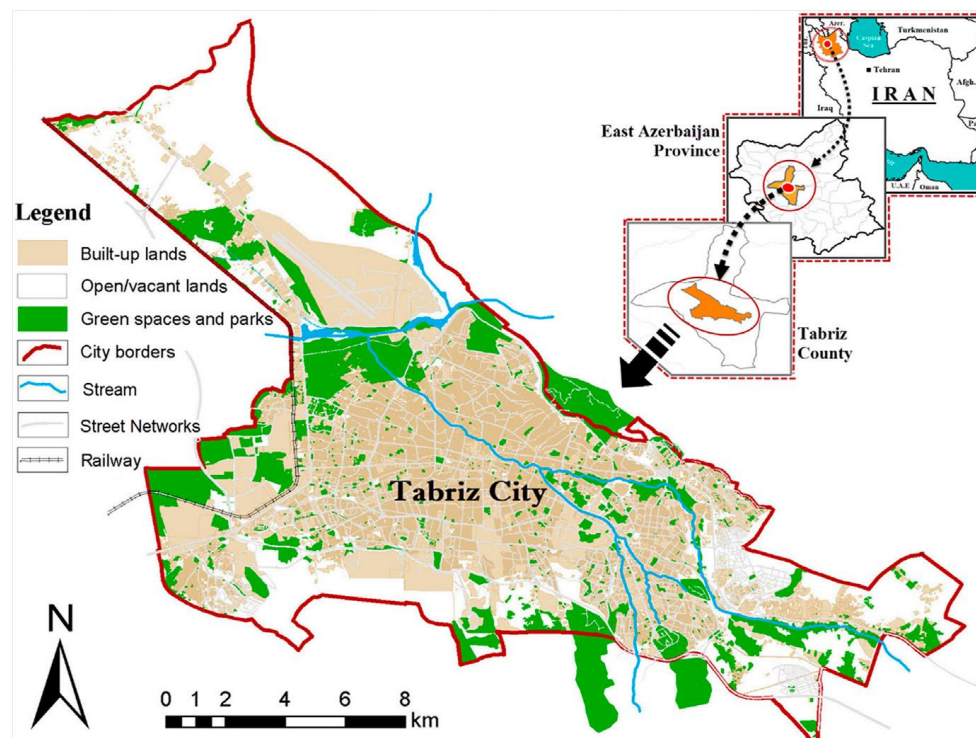 Azer.
Caspian
Sea
Turkmenistan
Tehran
Afgh.
IRAN
Iraq
U.A.E
Oman
East Azerbaijan
Province
Tabriz
County
Legend
Built-up lands
Open/vacant lands
Green spaces and parks
City borders
Stream
Street Networks
Railway
Tabriz City
N
0 1 2 4 6 8
km